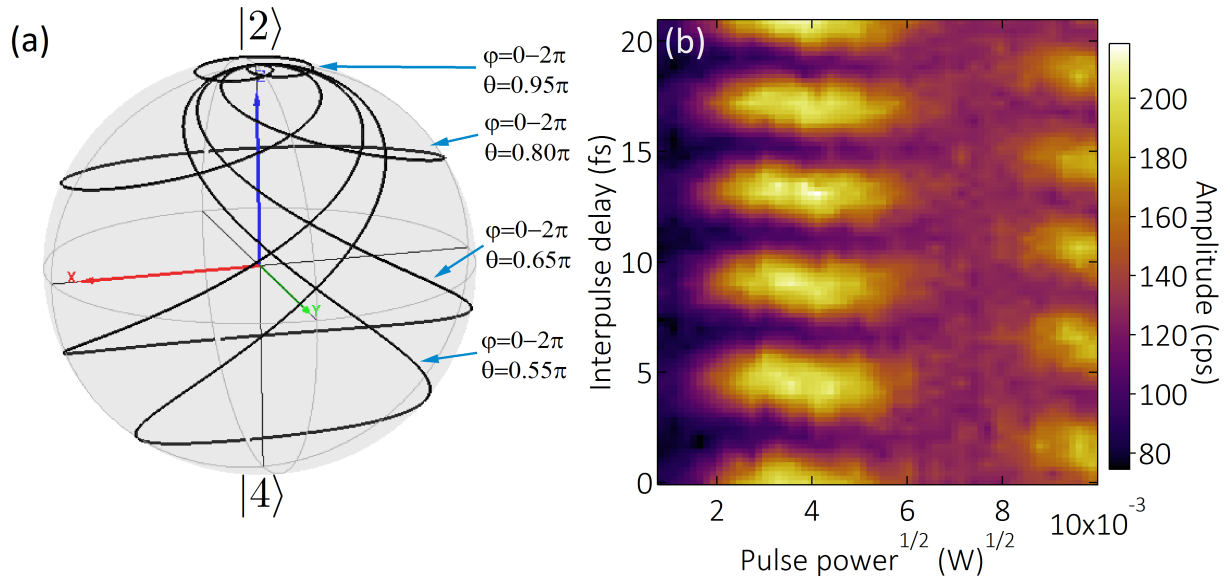 (a)
|2⟩
φ=0–2π
θ=0.95π
φ=0–2π
θ=0.80π
φ=0–2π
θ=0.65π
φ=0–2π
θ=0.55π
X
Y
|4⟩
(b)
Interpulse delay (fs)
20
15
10
5
0
2
4
6
8
10x10⁻³
Pulse power^1/2 (W)^1/2
200
180
160
140
120
100
80
Amplitude (cps)